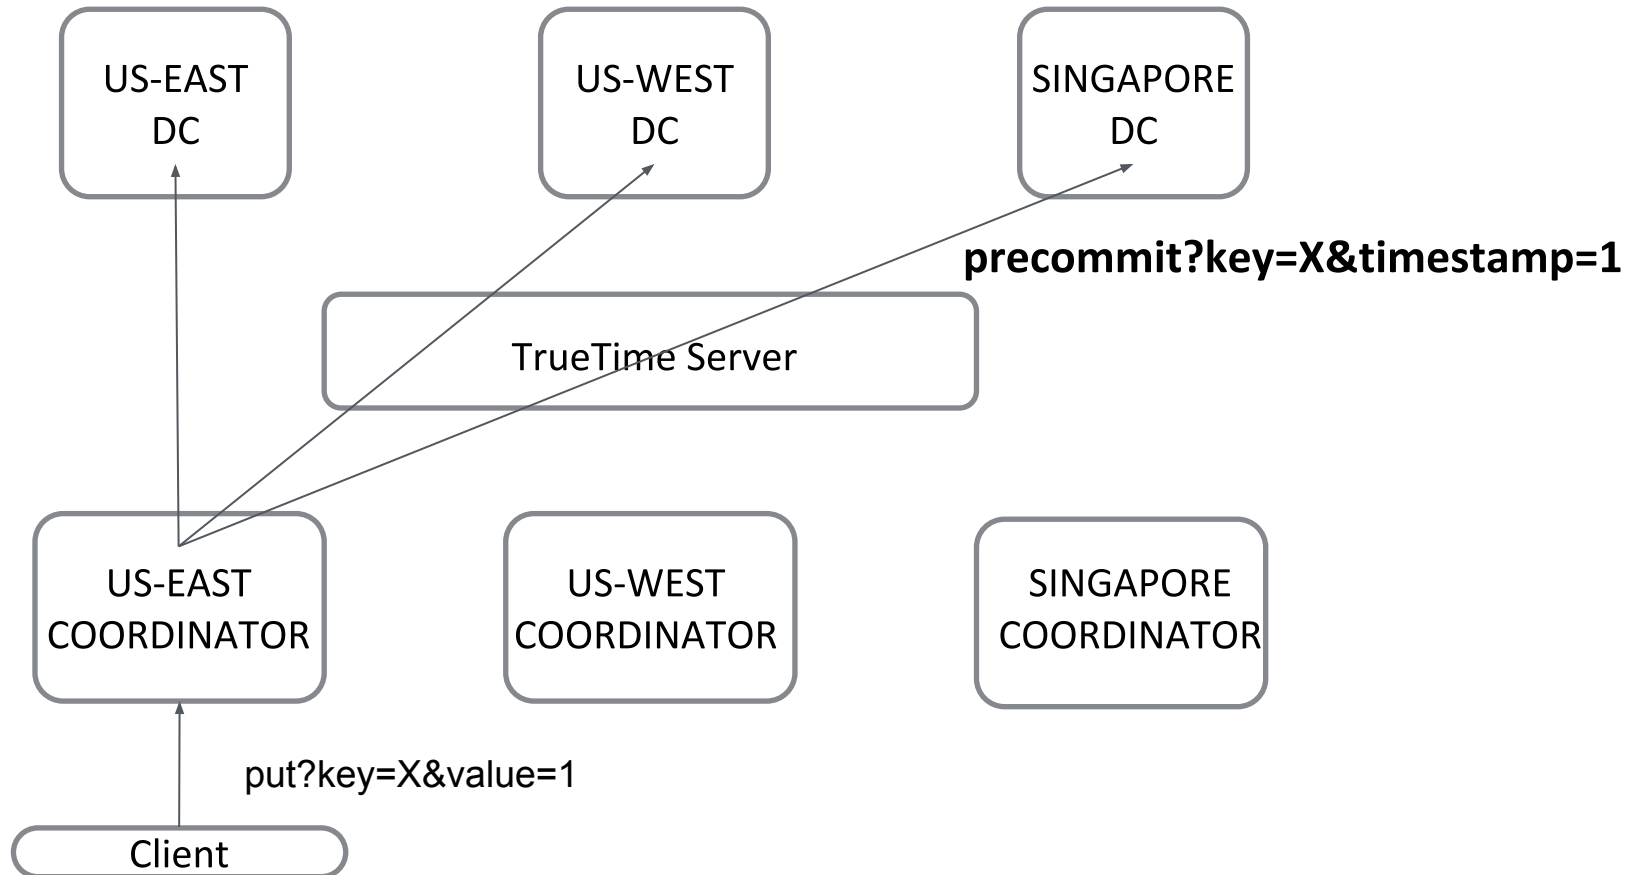 US-EAST
DC
US-WEST
DC
SINGAPORE
DC
precommit?key=X&timestamp=1
TrueTime Server
US-EAST
COORDINATOR
US-WEST
COORDINATOR
SINGAPORE
COORDINATOR
put?key=X&value=1
Client